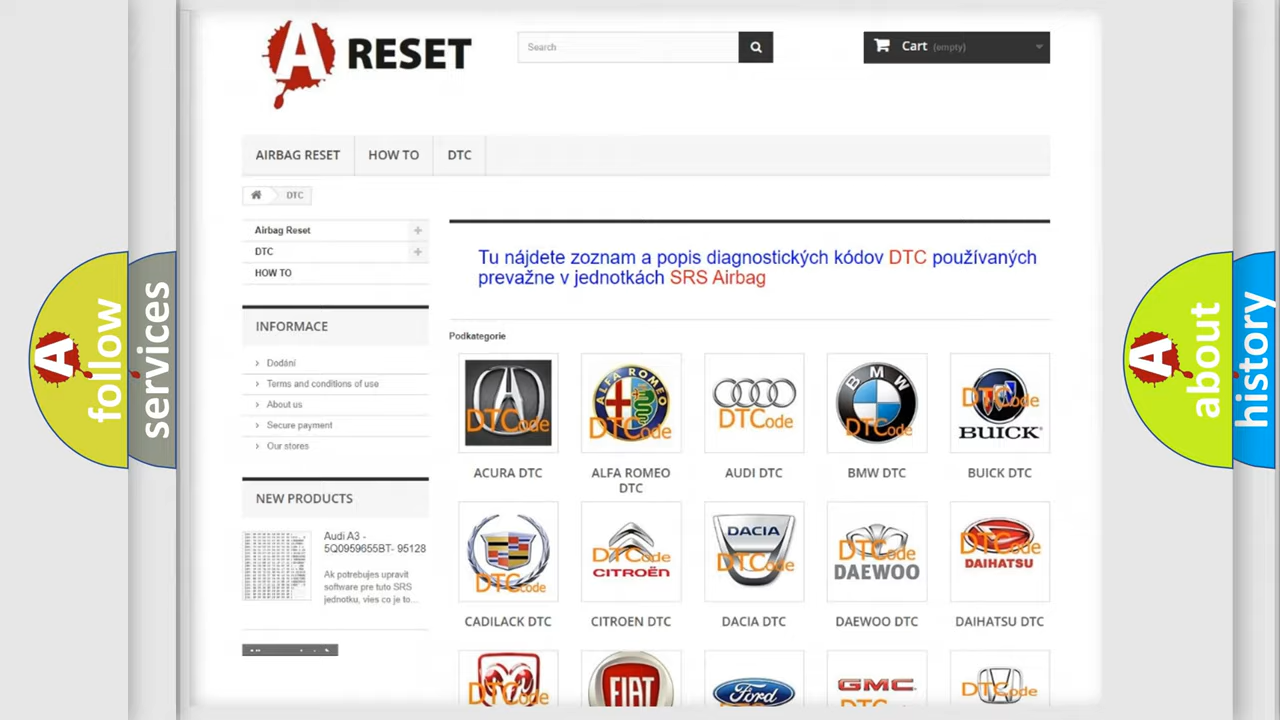 A RESET
Search
Cart (empty)
AIRBAG RESET
HOW TO
DTC
DTC
Airbag Reset
DTC
HOW TO
INFORMACE
Dodání
Terms and conditions of use
About us
Secure payment
Our stores
NEW PRODUCTS
Audi A3 -
5Q0959655BT- 95128
Ak potrebujes upravit
software pre tuto SRS
jednotku, vies co je to...
Tu nájdete zoznam a popis diagnostických kódov DTC používaných
prevažne v jednotkách SRS Airbag
Podkategorie
DTCode
ALFA ROMEO
DTCode
DTCode
BMW
DTCode
DTCode
BUICK
ACURA DTC
ALFA ROMEO
DTC
AUDI DTC
BMW DTC
BUICK DTC
DTCode
DTCode
CITROËN
DACIA
DTCode
DTCode
DAEWOO
DTCode
DAIHATSU
CADILACK DTC
CITROEN DTC
DACIA DTC
DAEWOO DTC
DAIHATSU DTC
DTCode
FIAT
Ford
GMC
DTCode
A follow
services
A about
history